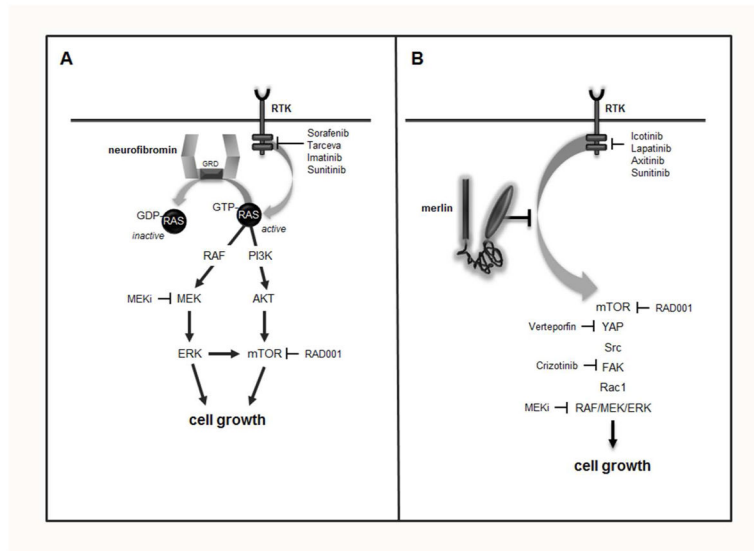 A
RTK
Sorafenib
Tarceva
Imatinib
Sunitinib
neurofibromin
GRD
GDP-RAS
inactive
GTP-RAS
active
RAF
PI3K
MEKi
MEK
AKT
ERK
mTOR
RAD001
cell growth
B
RTK
Icotinib
Lapatinib
Axitinib
Sunitinib
merlin
mTOR
RAD001
Verteporfin
YAP
Src
Crizotinib
FAK
Rac1
MEKi
RAF/MEK/ERK
cell growth